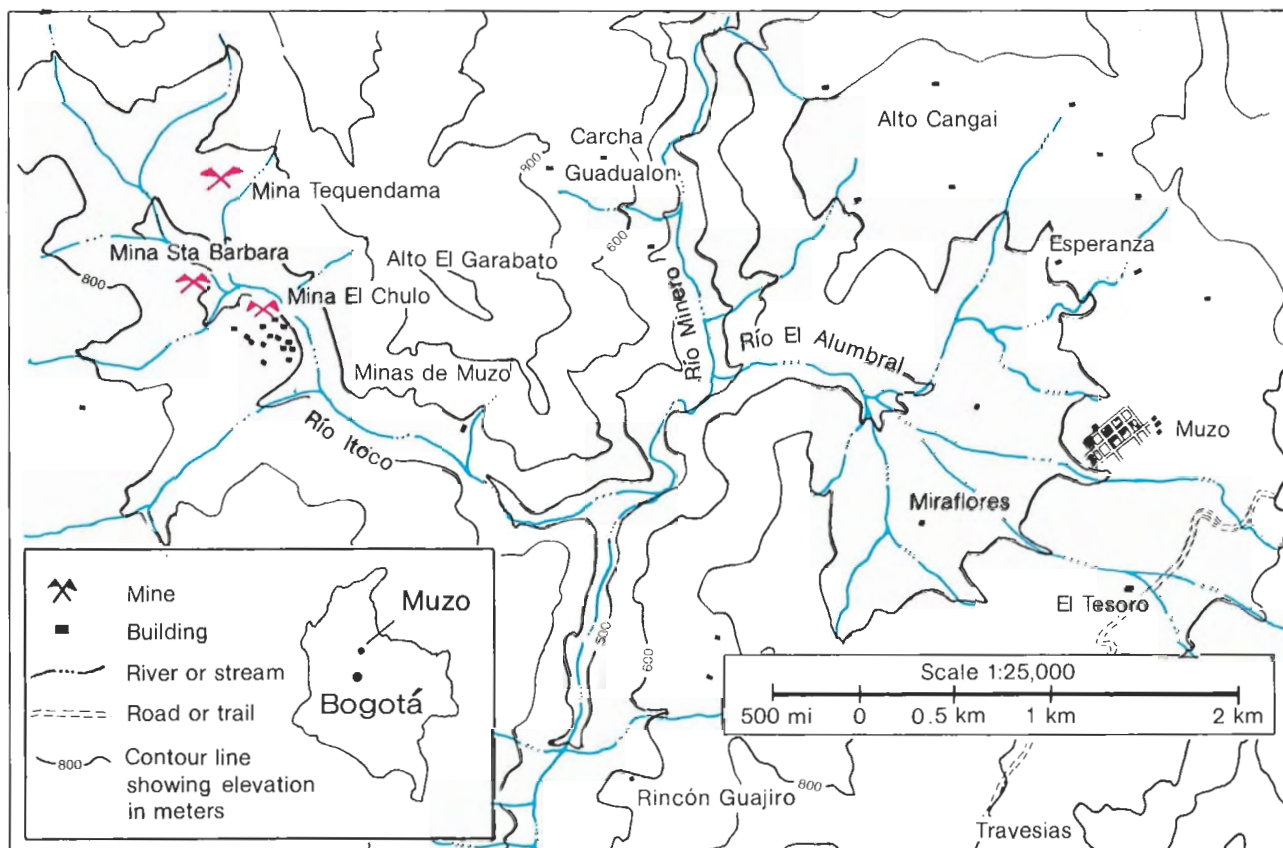 Carcha
Guadualon
Alto Cangai
800
Mina Tequendama
600
Mina Sta Barbara
Alto El Garabato
Esperanza
800
Mina El Chulo
Río Minero
Río El Alumbral
Minas de Muzo
Río Itoco
Muzo
Miraflores
El Tesoro
500
600
Mine
Building
River or stream
Road or trail
800
Contour line
showing elevation
in meters
Muzo
Bogotá
Scale 1:25,000
500 mi 0 0.5 km 1 km 2 km
800
Rincón Guajiro
Travesias